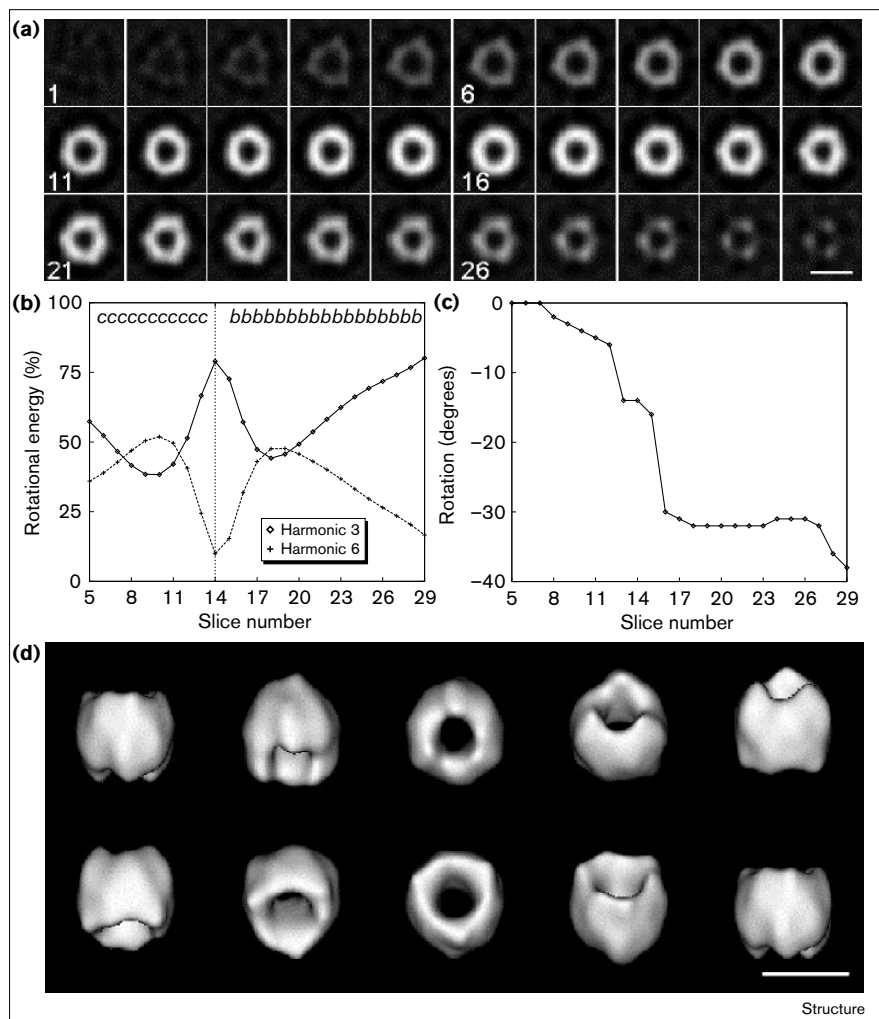 (a)
1
6
11
16
21
26
(b)
100
75
50
25
0
Rotational energy (%)
ccccccccccc bbbbbbbbbbbbbbbbbb
Harmonic 3
Harmonic 6
5 8 11 14 17 20 23 26 29
Slice number
(c)
0
−10
−20
−30
−40
Rotation (degrees)
5 8 11 14 17 20 23 26 29
Slice number
(d)
Structure